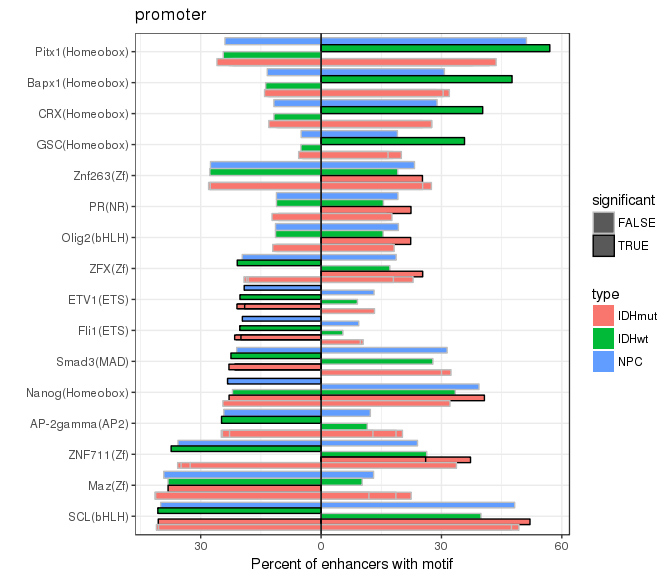 promoter
Pitx1(Homeobox)
Bapx1(Homeobox)
CRX(Homeobox)
GSC(Homeobox)
Znf263(Zf)
PR(NR)
Olig2(bHLH)
ZFX(Zf)
ETV1(ETS)
Fli1(ETS)
Smad3(MAD)
Nanog(Homeobox)
AP-2gamma(AP2)
ZNF711(Zf)
Maz(Zf)
SCL(bHLH)
30 0 30 60
Percent of enhancers with motif
significant
FALSE
TRUE
type
IDHmut
IDHwt
NPC